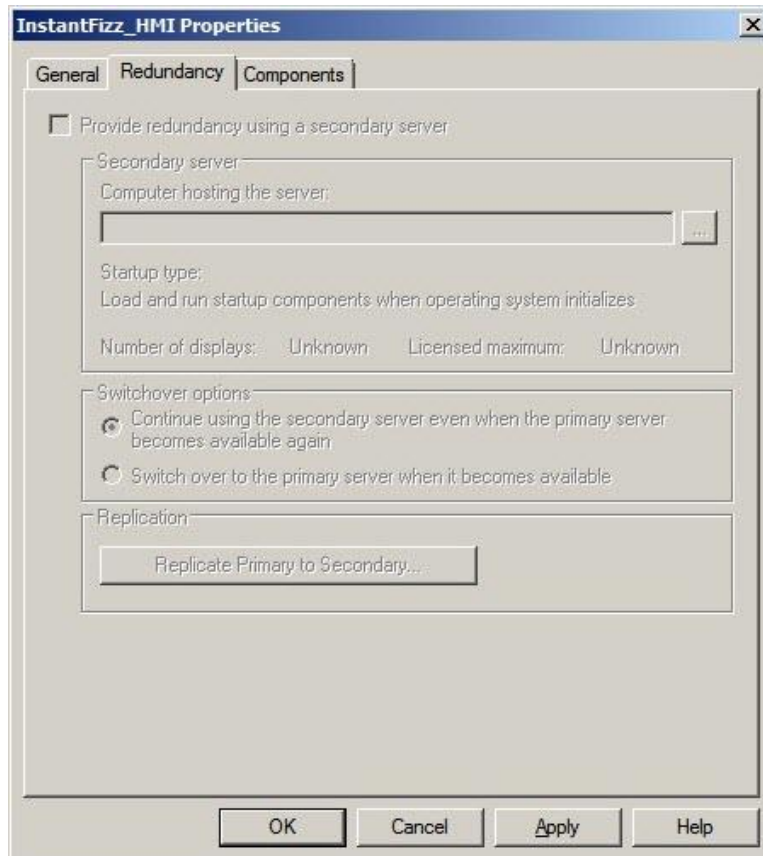 InstantFizz_HMI Properties
General Redundancy Components
Provide redundancy using a secondary server
Secondary server
Computer hosting the server:
...
Startup type:
Load and run startup components when operating system initializes
Number of displays: Unknown Licensed maximum: Unknown
Switchover options
Continue using the secondary server even when the primary server
becomes available again
Switch over to the primary server when it becomes available
Replication
Replicate Primary to Secondary...
OK Cancel Apply Help